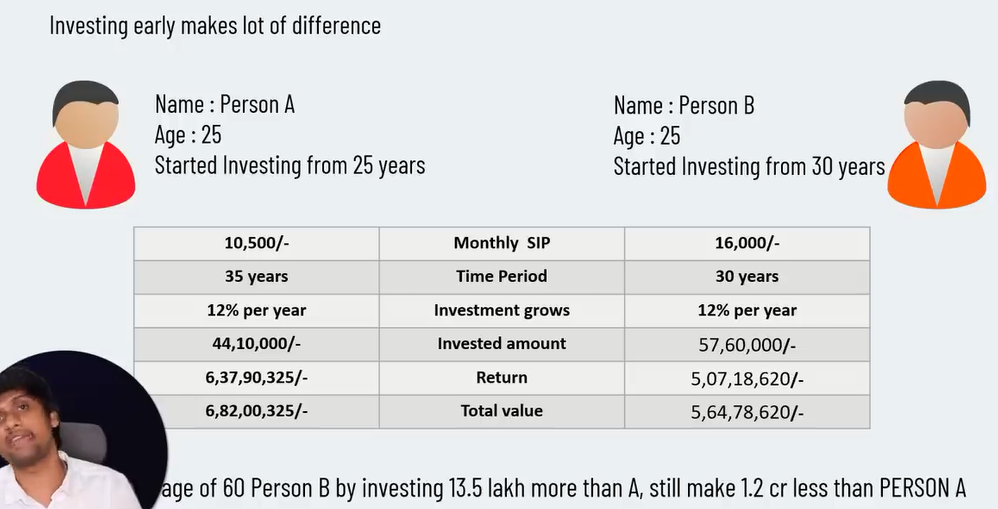 Investing early makes lot of difference
Name : Person A
Age : 25
Started Investing from 25 years
Name : Person B
Age : 25
Started Investing from 30 years
10,500/- Monthly SIP 16,000/-
35 years Time Period 30 years
12% per year Investment grows 12% per year
44,10,000/- Invested amount 57,60,000/-
6,37,90,325/- Return 5,07,18,620/-
6,82,00,325/- Total value 5,64,78,620/-
age of 60 Person B by investing 13.5 lakh more than A, still make 1.2 cr less than PERSON A